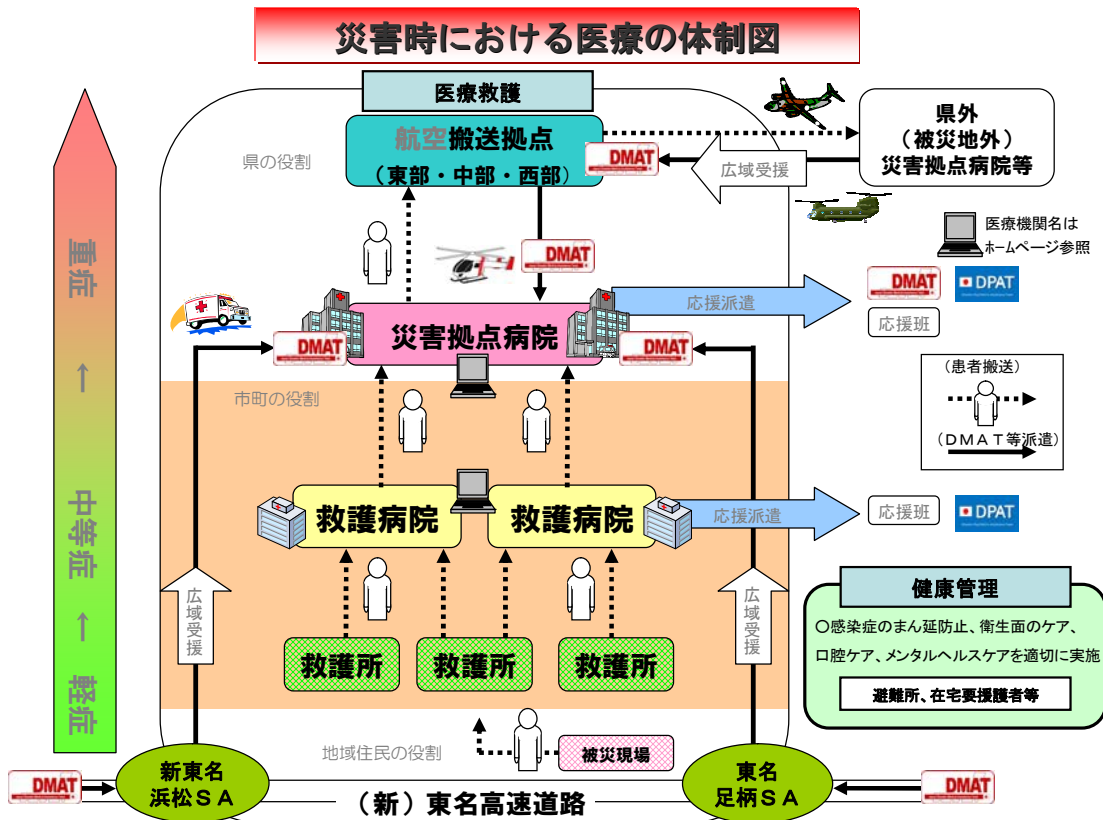 災害時における医療の体制図
医療救護
航空搬送拠点
（東部・中部・西部）
DMAT
県の役割
広域受援
県外
（被災地外）
災害拠点病院等
医療機関名は
ホームページ参照
DMAT
重症
←
中等症
←
軽症
災害拠点病院
DMAT
DMAT
応援派遣
DMAT
DPAT
応援班
（患者搬送）
（ＤＭＡＴ等派遣）
市町の役割
救護病院
救護病院
応援派遣
応援班
DPAT
広域受援
広域受援
救護所
救護所
救護所
健康管理
○感染症のまん延防止、衛生面のケア、
口腔ケア、メンタルヘルスケアを適切に実施
避難所、在宅要援護者等
地域住民の役割
被災現場
DMAT
新東名
浜松ＳＡ
（新）東名高速道路
東名
足柄ＳＡ
DMAT